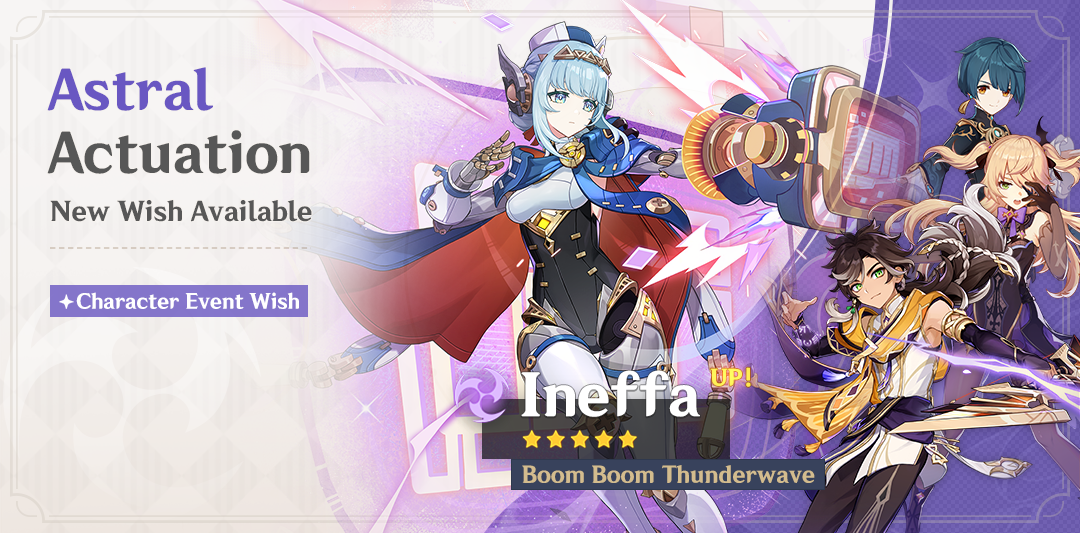 Astral
Actuation
New Wish Available
Character Event Wish
Ineffa UP!
Boom Boom Thunderwave